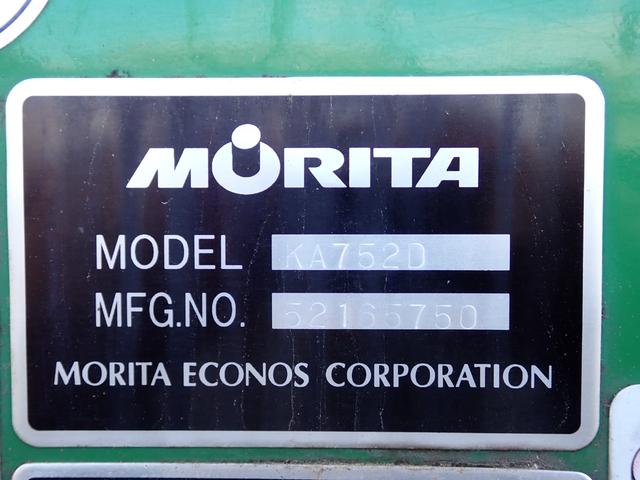 MORITA
MODEL KA752D
MFG.NO. 52165750
MORITA ECONOS CORPORATION